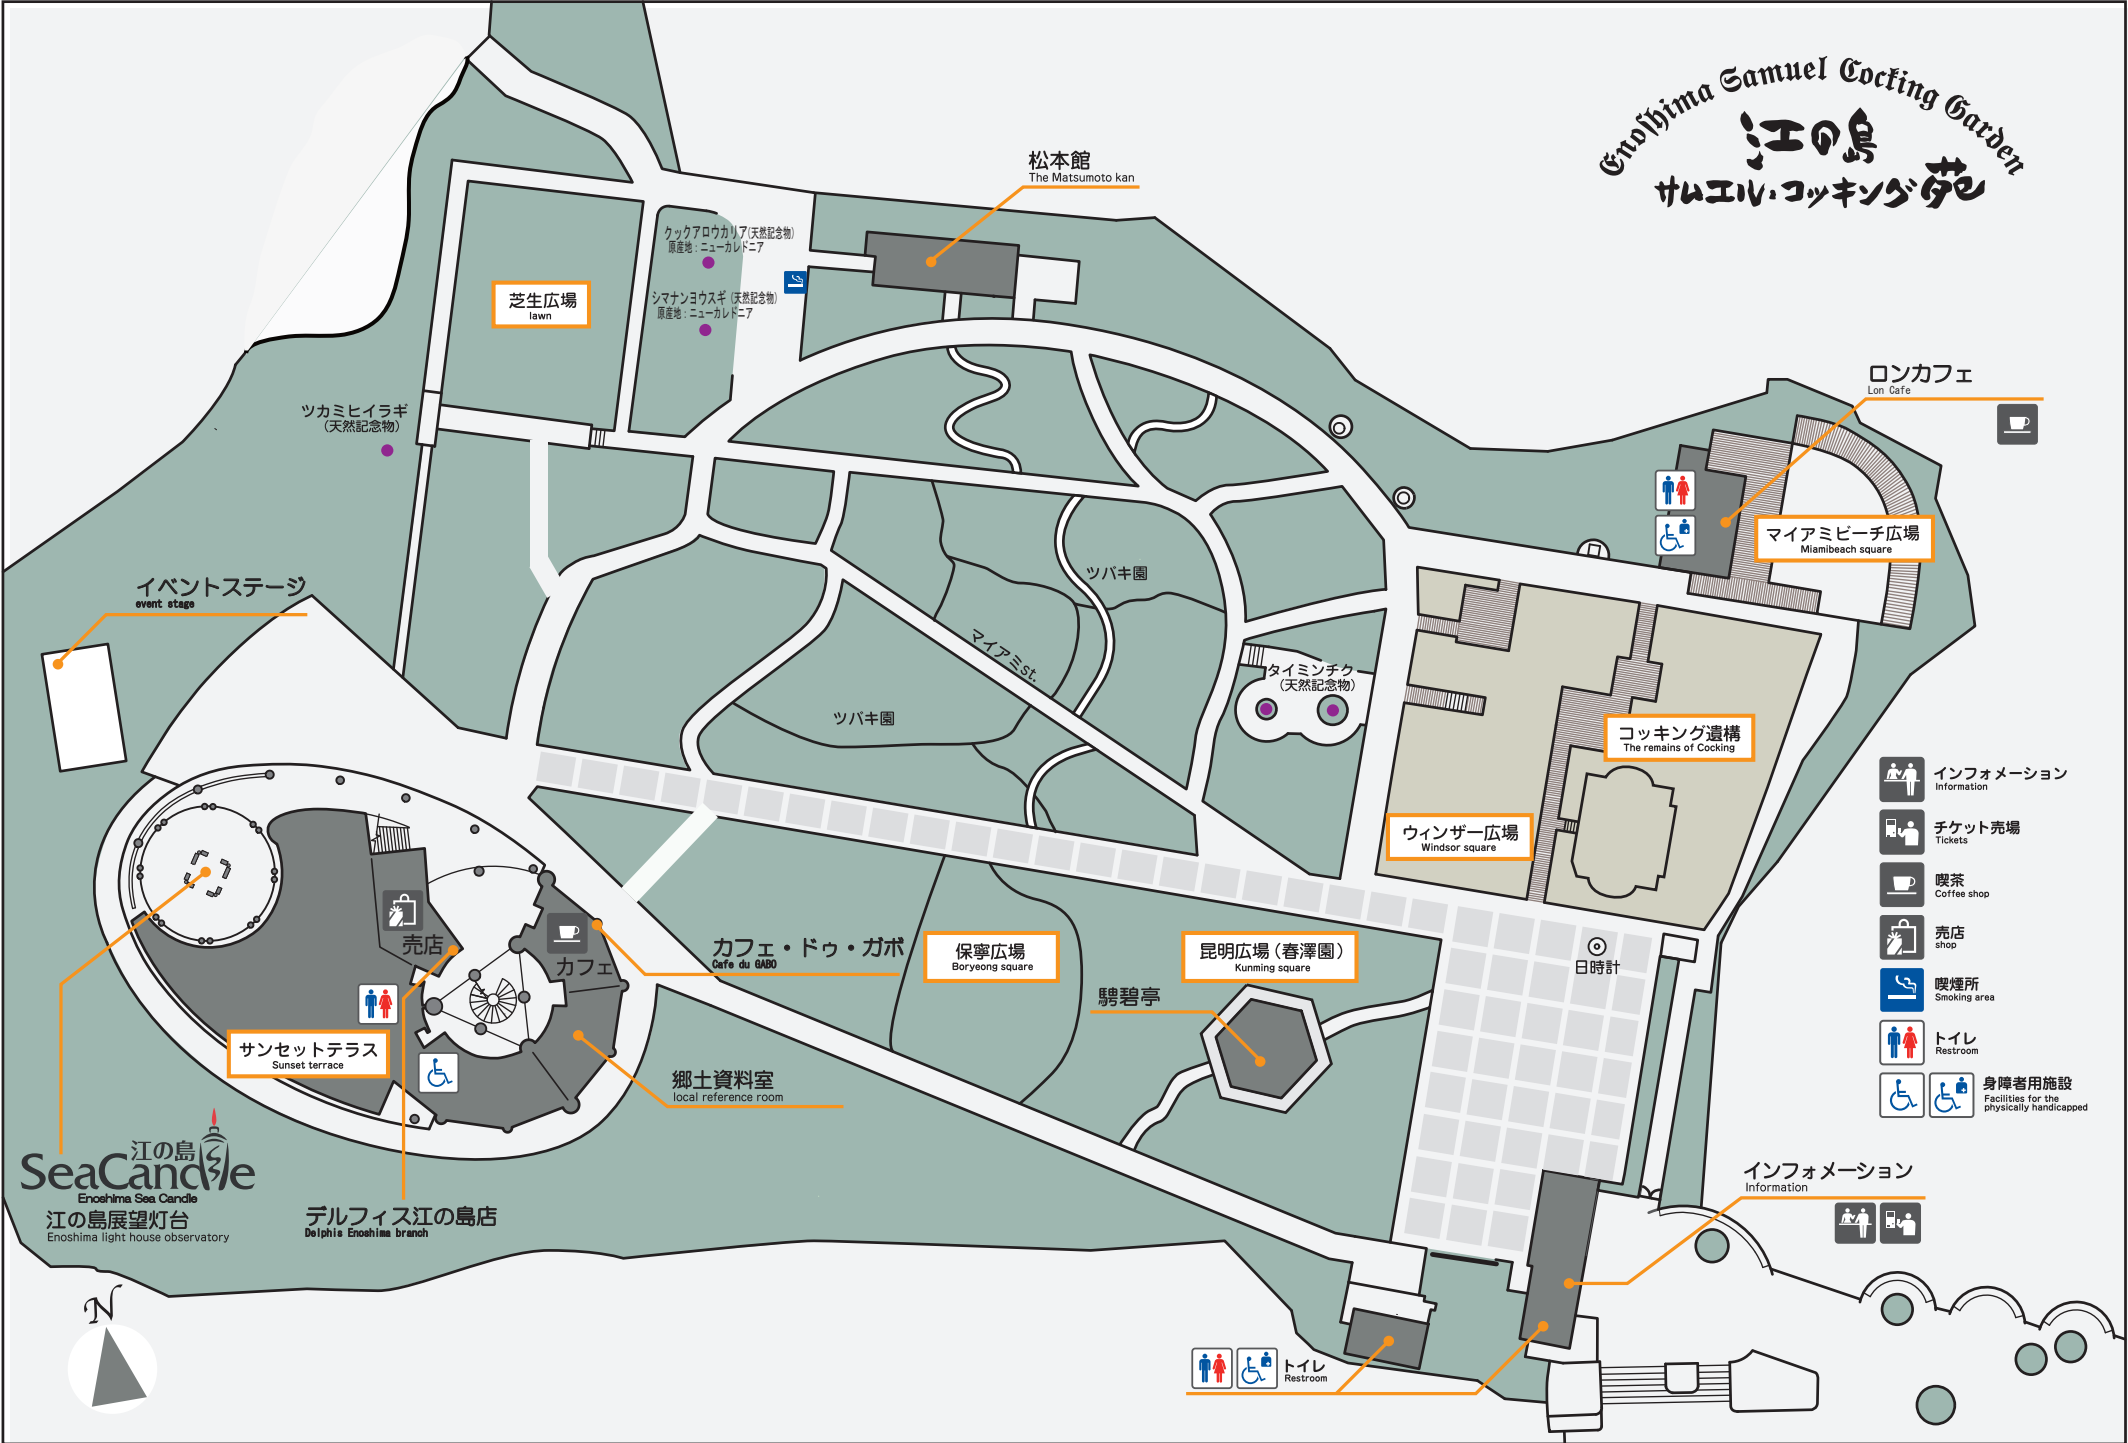 Enoshima Samuel Cocking Garden
江の島
サムエル・コッキング苑
松本館
The Matsumoto kan
クックアロウカリア(天然記念物)
原産地：ニューカレドニア
シマナンヨウスギ(天然記念物)
原産地：ニューカレドニア
芝生広場
lawn
ツカミヒイラギ
(天然記念物)
ロンカフェ
Lon Cafe
マイアミビーチ広場
Miamibeach square
イベントステージ
event stage
ツバキ園
マイアミst.
ツバキ園
タイミンチク
(天然記念物)
コッキング遺構
The remains of Cocking
ウィンザー広場
Windsor square
インフォメーション
Information
チケット売場
Tickets
喫茶
Coffee shop
売店
shop
喫煙所
Smoking area
トイレ
Restroom
身障者用施設
Facilities for the
physically handicapped
売店
カフェ
カフェ・ドゥ・ガボ
Cafe du GABO
保寧広場
Boryeong square
昆明広場（春澤園）
Kunming square
日時計
騁碧亭
サンセットテラス
Sunset terrace
郷土資料室
local reference room
江の島
SeaCandle
Enoshima Sea Candle
江の島展望灯台
Enoshima light house observatory
デルフィス江の島店
Delphis Enoshima branch
インフォメーション
Information
トイレ
Restroom
N